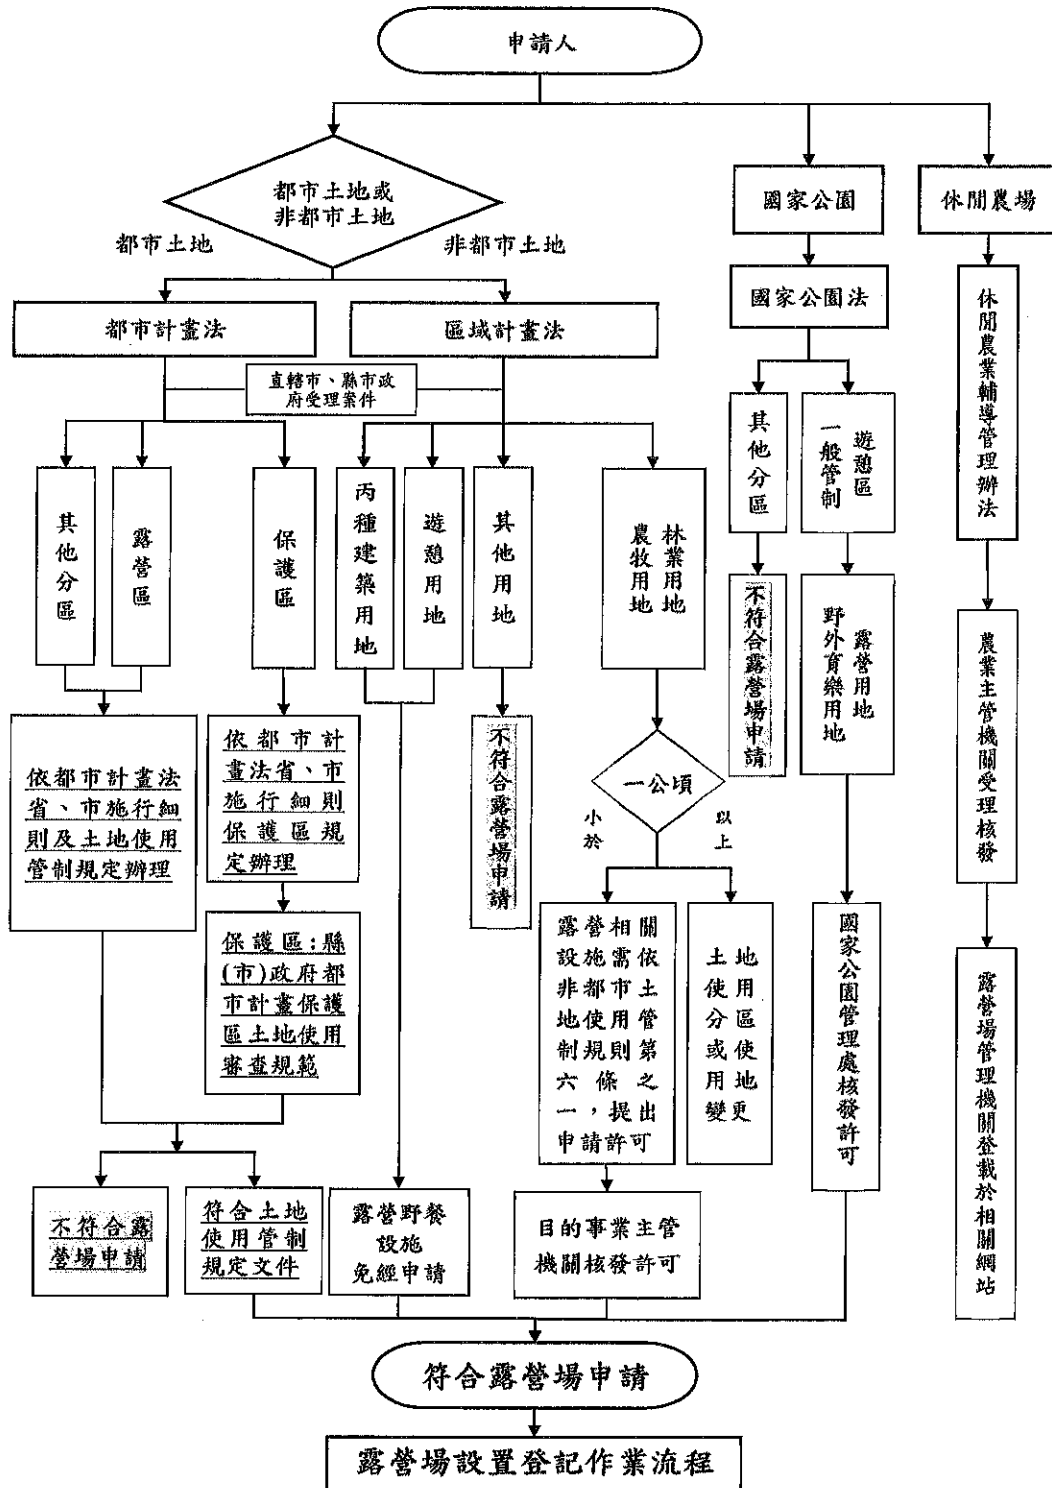 申請人
都市土地或
非都市土地
都市土地
非都市土地
國家公園
休閒農場
都市計畫法
區域計畫法
國家公園法
休閒農業輔導管理辦法
直轄市、縣市政
府受理案件
其他分區
露營區
保護區
丙種建築用地
遊憩用地
其他用地
林業用地
農牧用地
其他分區
遊憩區
一般管制
依都市計畫法
省、市施行細
則及土地使用
管制規定辦理
依都市計
畫法省、市
施行細則
保護區規
定辦理
不符合露營場申請
一公頃
小於
以上
不符合露營場申請
露營用地
野外育樂用地
農業主管機關受理核發
保護區:縣
(市)政府都
市計畫保護
區土地使用
審查規範
露營相關
設施需依
非都市土
地使用管
制規則第
六條之
一,提出
申請許可
土地
使用
分區
或使
用地
變更
國家公園管理處核發許可
露營場管理機關登載於相關網站
不符合露
營場申請
符合土地
使用管制
規定文件
露營野餐
設施
免經申請
目的事業主管
機關核發許可
符合露營場申請
露營場設置登記作業流程